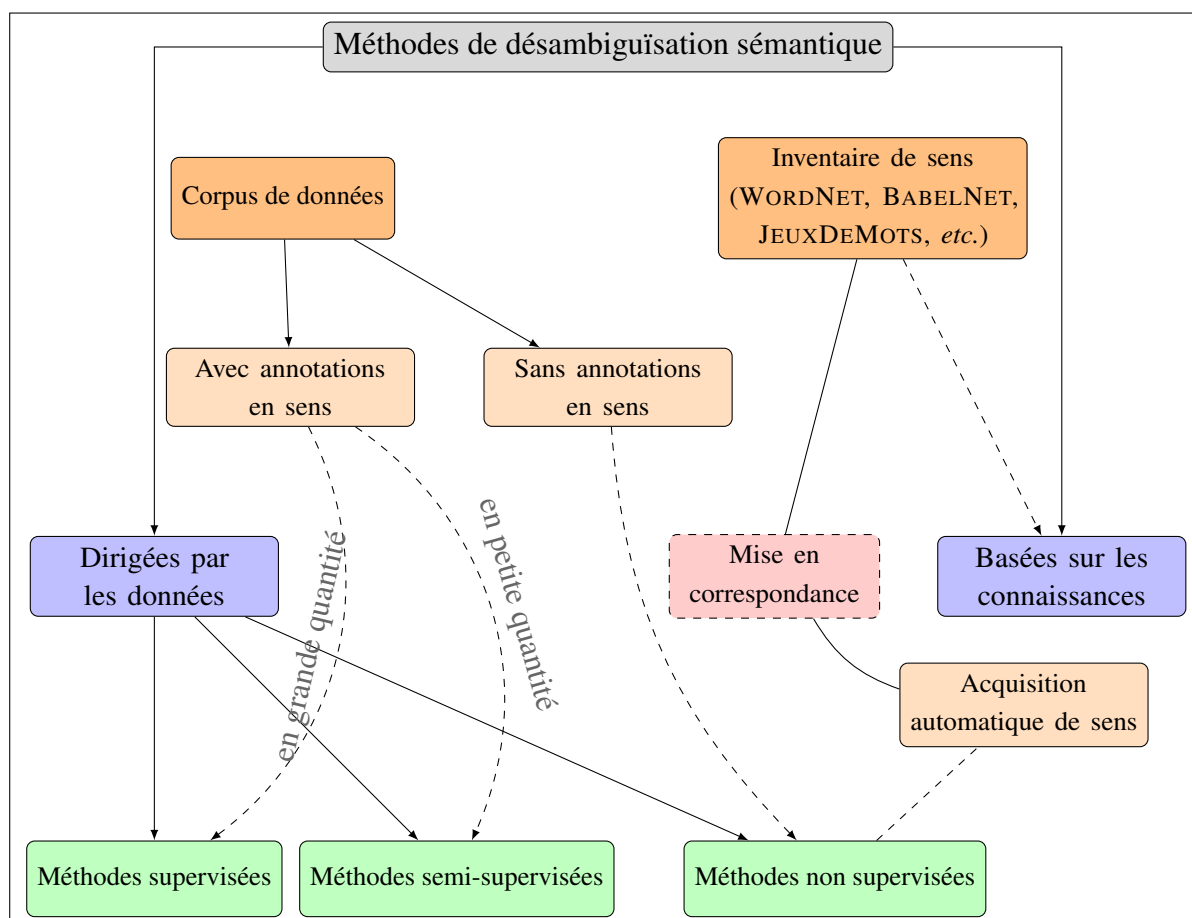 Méthodes de désambiguïsation sémantique
Inventaire de sens
(WORDNET, BABELNET,
JEUXDEMOTS, etc.)
Corpus de données
Avec annotations
en sens
Sans annotations
en sens
en grande quantité
en petite quantité
Dirigées par
les données
Mise en
correspondance
Basées sur les
connaissances
Acquisition
automatique de sens
Méthodes supervisées
Méthodes semi-supervisées
Méthodes non supervisées